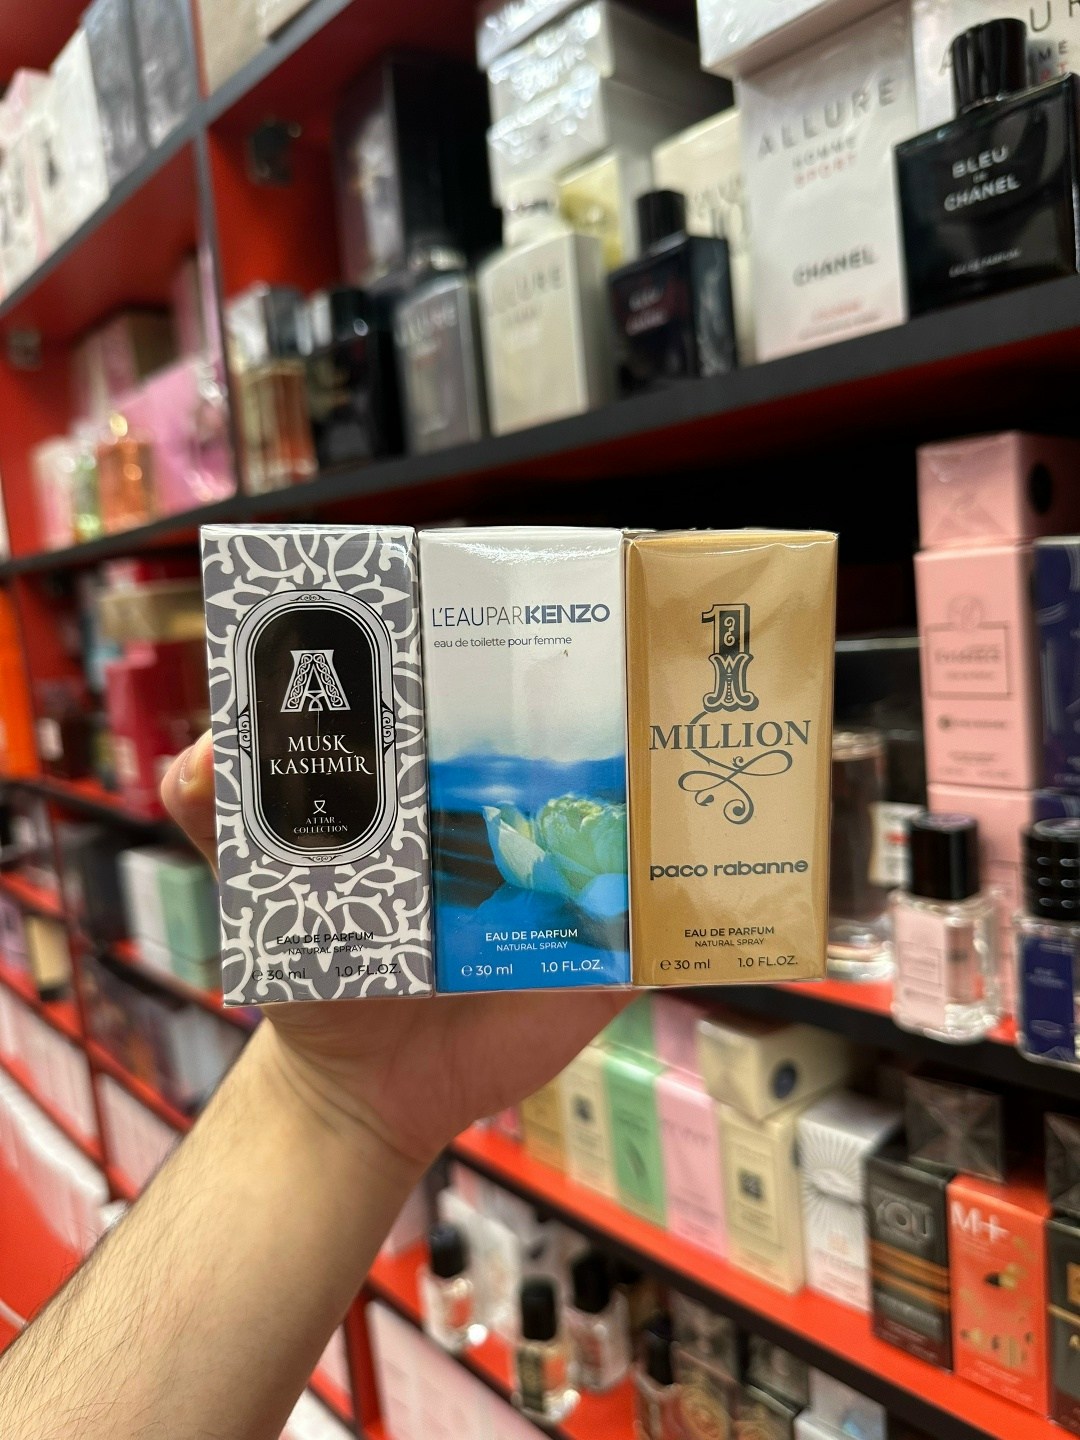 ALLURE
HOMME
SPORT
CHANEL
BLEU
DE
CHANEL
EAU DE PARFUM
A
MUSK
KASHMIR
ATTAR
COLLECTION
EAU DE PARFUM
NATURAL SPRAY
℮ 30 ml 1.0 FL.OZ.
L'EAUPARKENZO
eau de toilette pour femme
EAU DE PARFUM
NATURAL SPRAY
℮ 30 ml 1.0 FL.OZ.
1
MILLION
paco rabanne
EAU DE PARFUM
NATURAL SPRAY
℮ 30 ml 1.0 FL.OZ.
M+